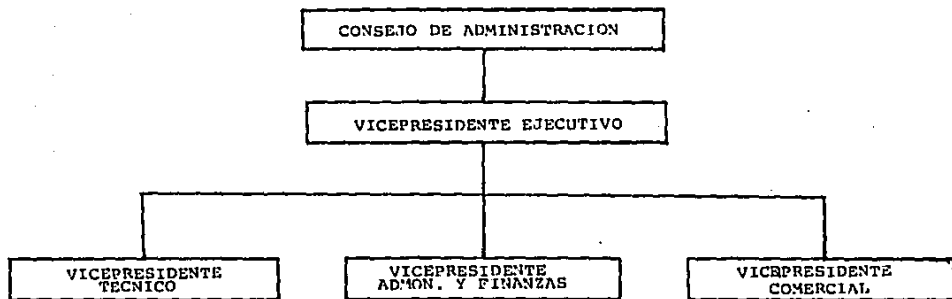 CONSEJO DE ADMINISTRACION
VICEPRESIDENTE EJECUTIVO
VICEPRESIDENTE
TECNICO
VICEPRESIDENTE
ADMON. Y FINANZAS
VICEPRESIDENTE
COMERCIAL